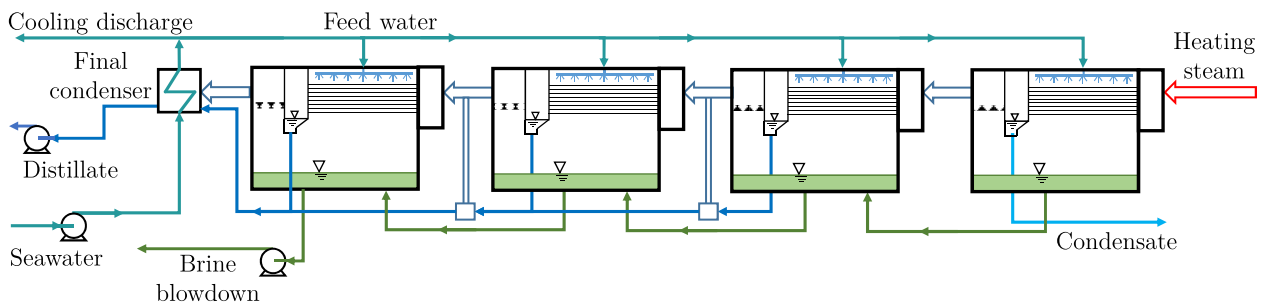 Cooling discharge
Feed water
Heating
steam
Final
condenser
Distillate
Seawater
Brine
blowdown
Condensate